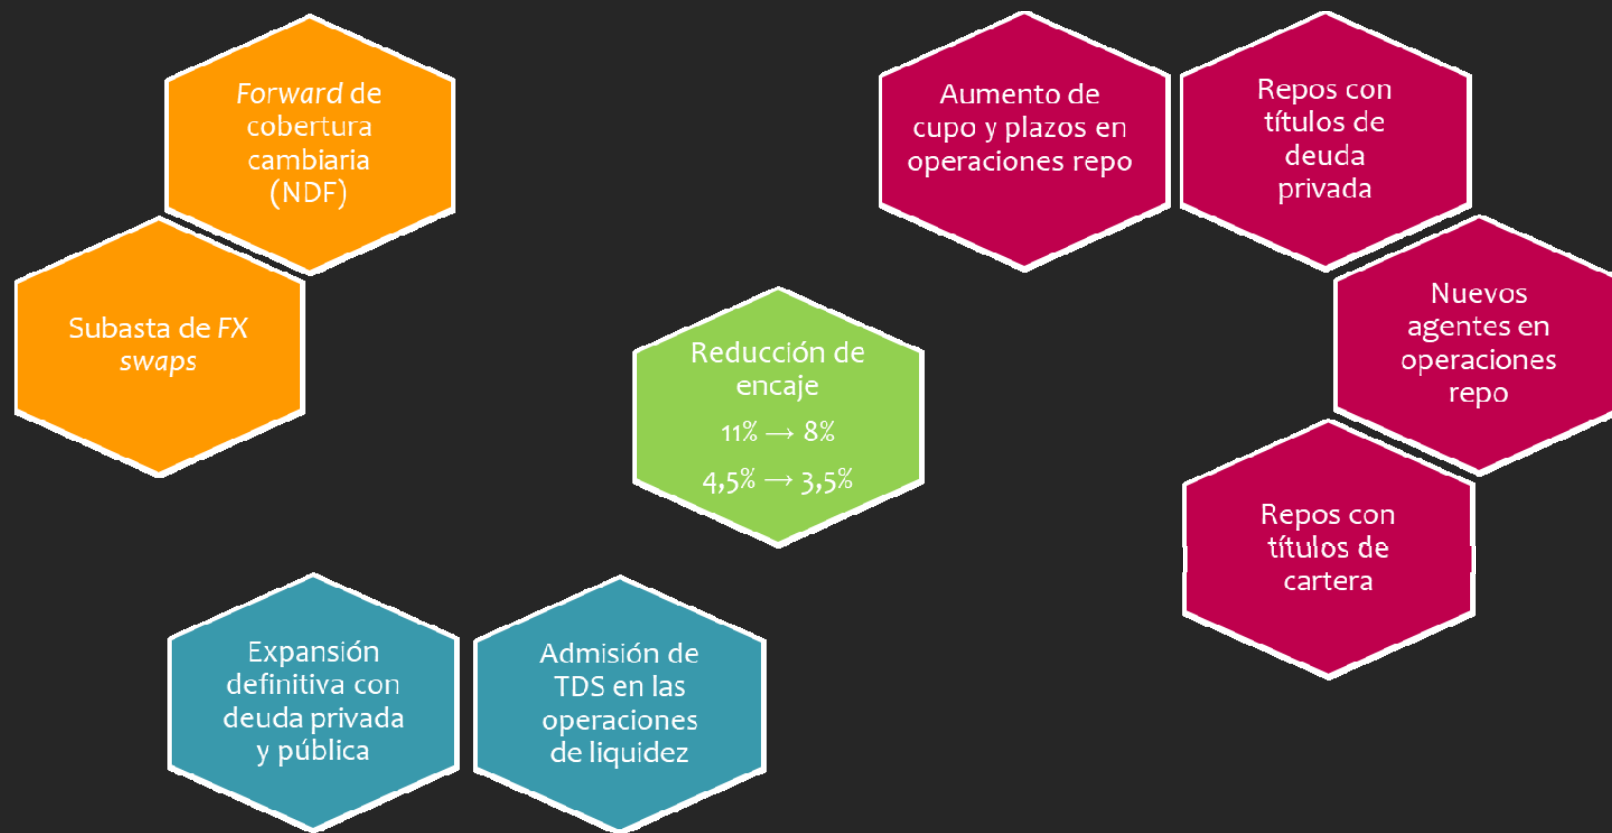 Forward de
cobertura
cambiaria
(NDF)
Subasta de FX
swaps
Aumento de
cupo y plazos en
operaciones repo
Repos con
títulos de
deuda
privada
Nuevos
agentes en
operaciones
repo
Reducción de
encaje
11% → 8%
4,5% → 3,5%
Repos con
títulos de
cartera
Expansión
definitiva con
deuda privada
y pública
Admisión de
TDS en las
operaciones
de liquidez